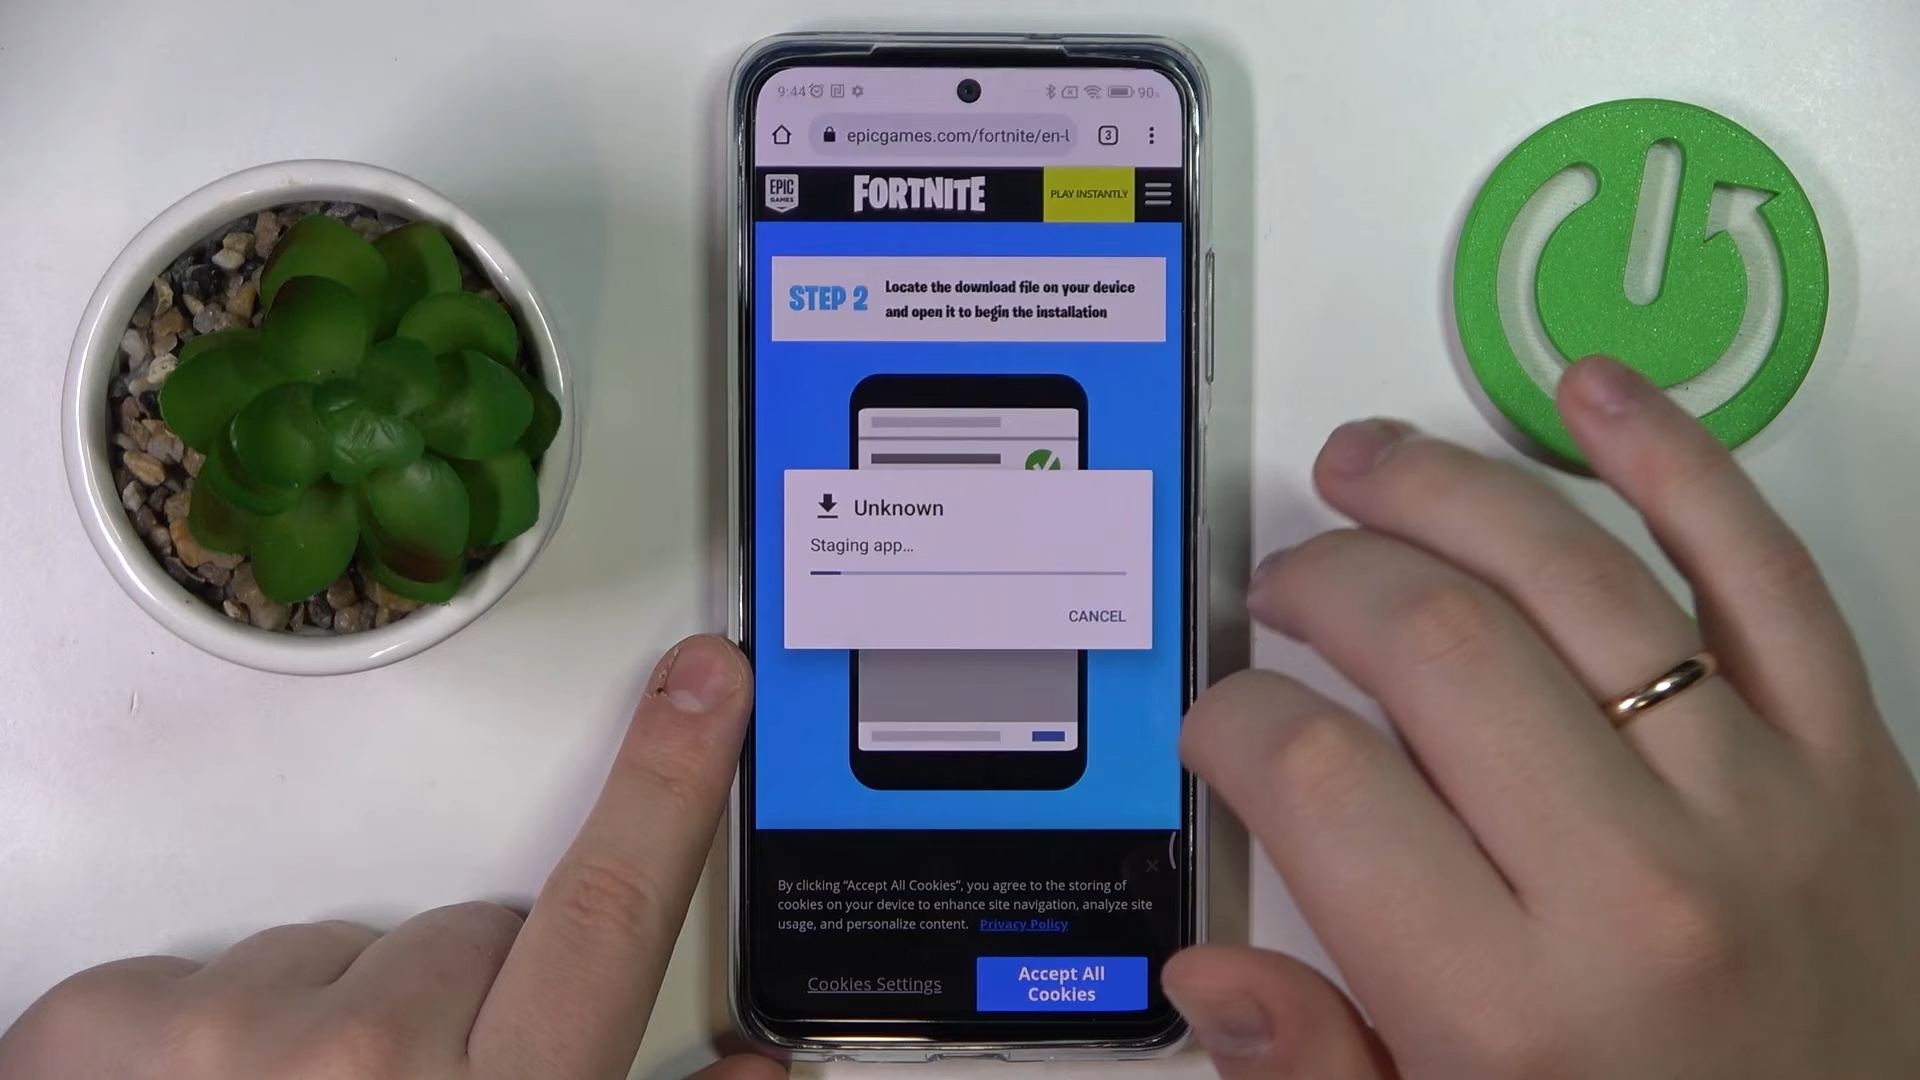 9:44
90%
epicgames.com/fortnite/en-U
3
EPIC
GAMES
FORTNITE
PLAY INSTANTLY
STEP 2
Locate the download file on your device
and open it to begin the installation
Unknown
Staging app...
CANCEL
By clicking “Accept All Cookies”, you agree to the storing of
cookies on your device to enhance site navigation, analyze site
usage, and personalize content. Privacy Policy
Cookies Settings
Accept All
Cookies